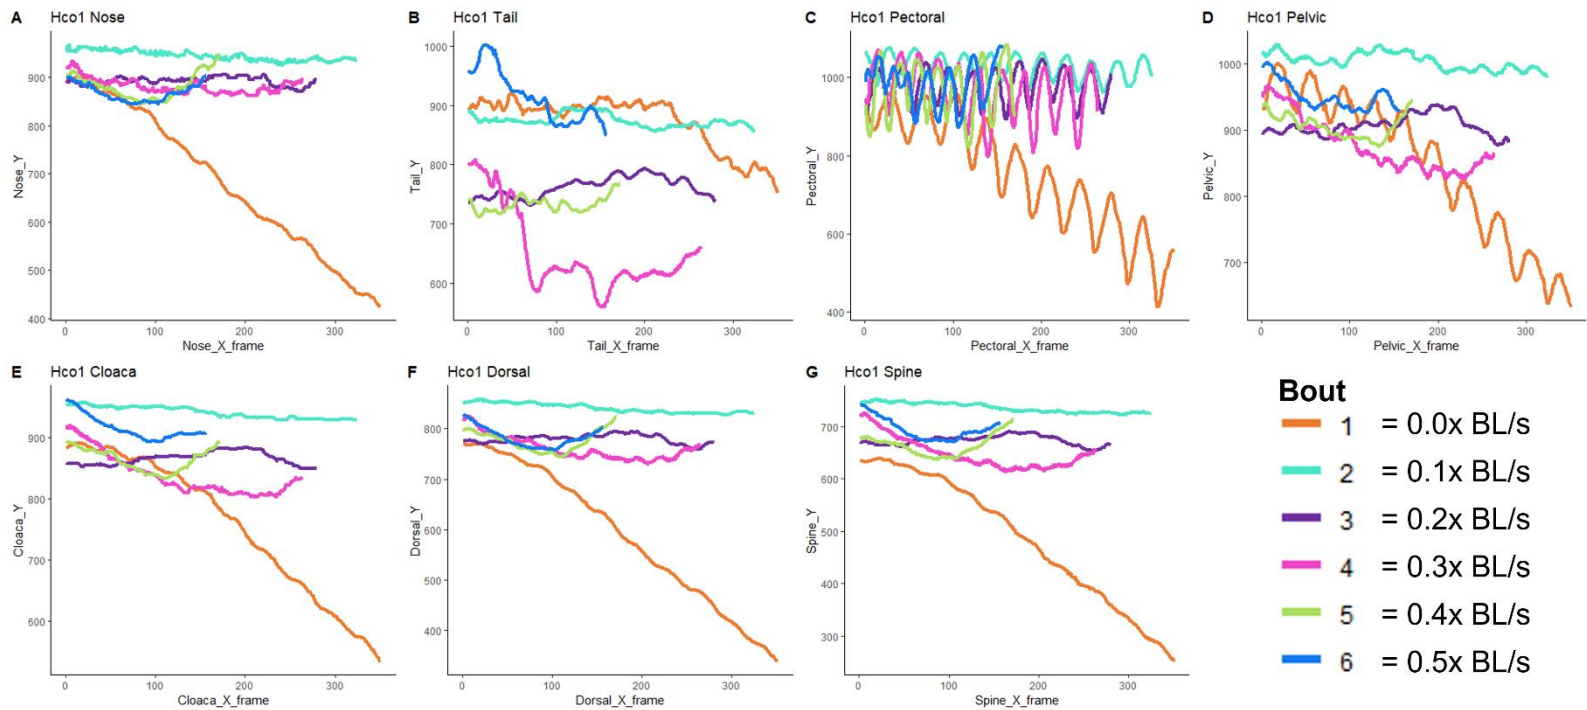 A Hco1 Nose
900
800
700
600
500
400
Nose_Y
0 100 200 300
Nose_X_frame
B Hco1 Tail
1000
900
800
700
600
Tail_Y
0 100 200 300
Tail_X_frame
C Hco1 Pectoral
1000
800
600
400
Pectoral_Y
0 100 200 300
Pectoral_X_frame
D Hco1 Pelvic
1000
900
800
700
Pelvic_Y
0 100 200 300
Pelvic_X_frame
E Hco1 Cloaca
900
800
700
600
Cloaca_Y
0 100 200 300
Cloaca_X_frame
F Hco1 Dorsal
800
700
600
500
400
Dorsal_Y
0 100 200 300
Dorsal_X_frame
G Hco1 Spine
700
600
500
400
300
Spine_Y
0 100 200 300
Spine_X_frame
Bout
1 = 0.0x BL/s
2 = 0.1x BL/s
3 = 0.2x BL/s
4 = 0.3x BL/s
5 = 0.4x BL/s
6 = 0.5x BL/s